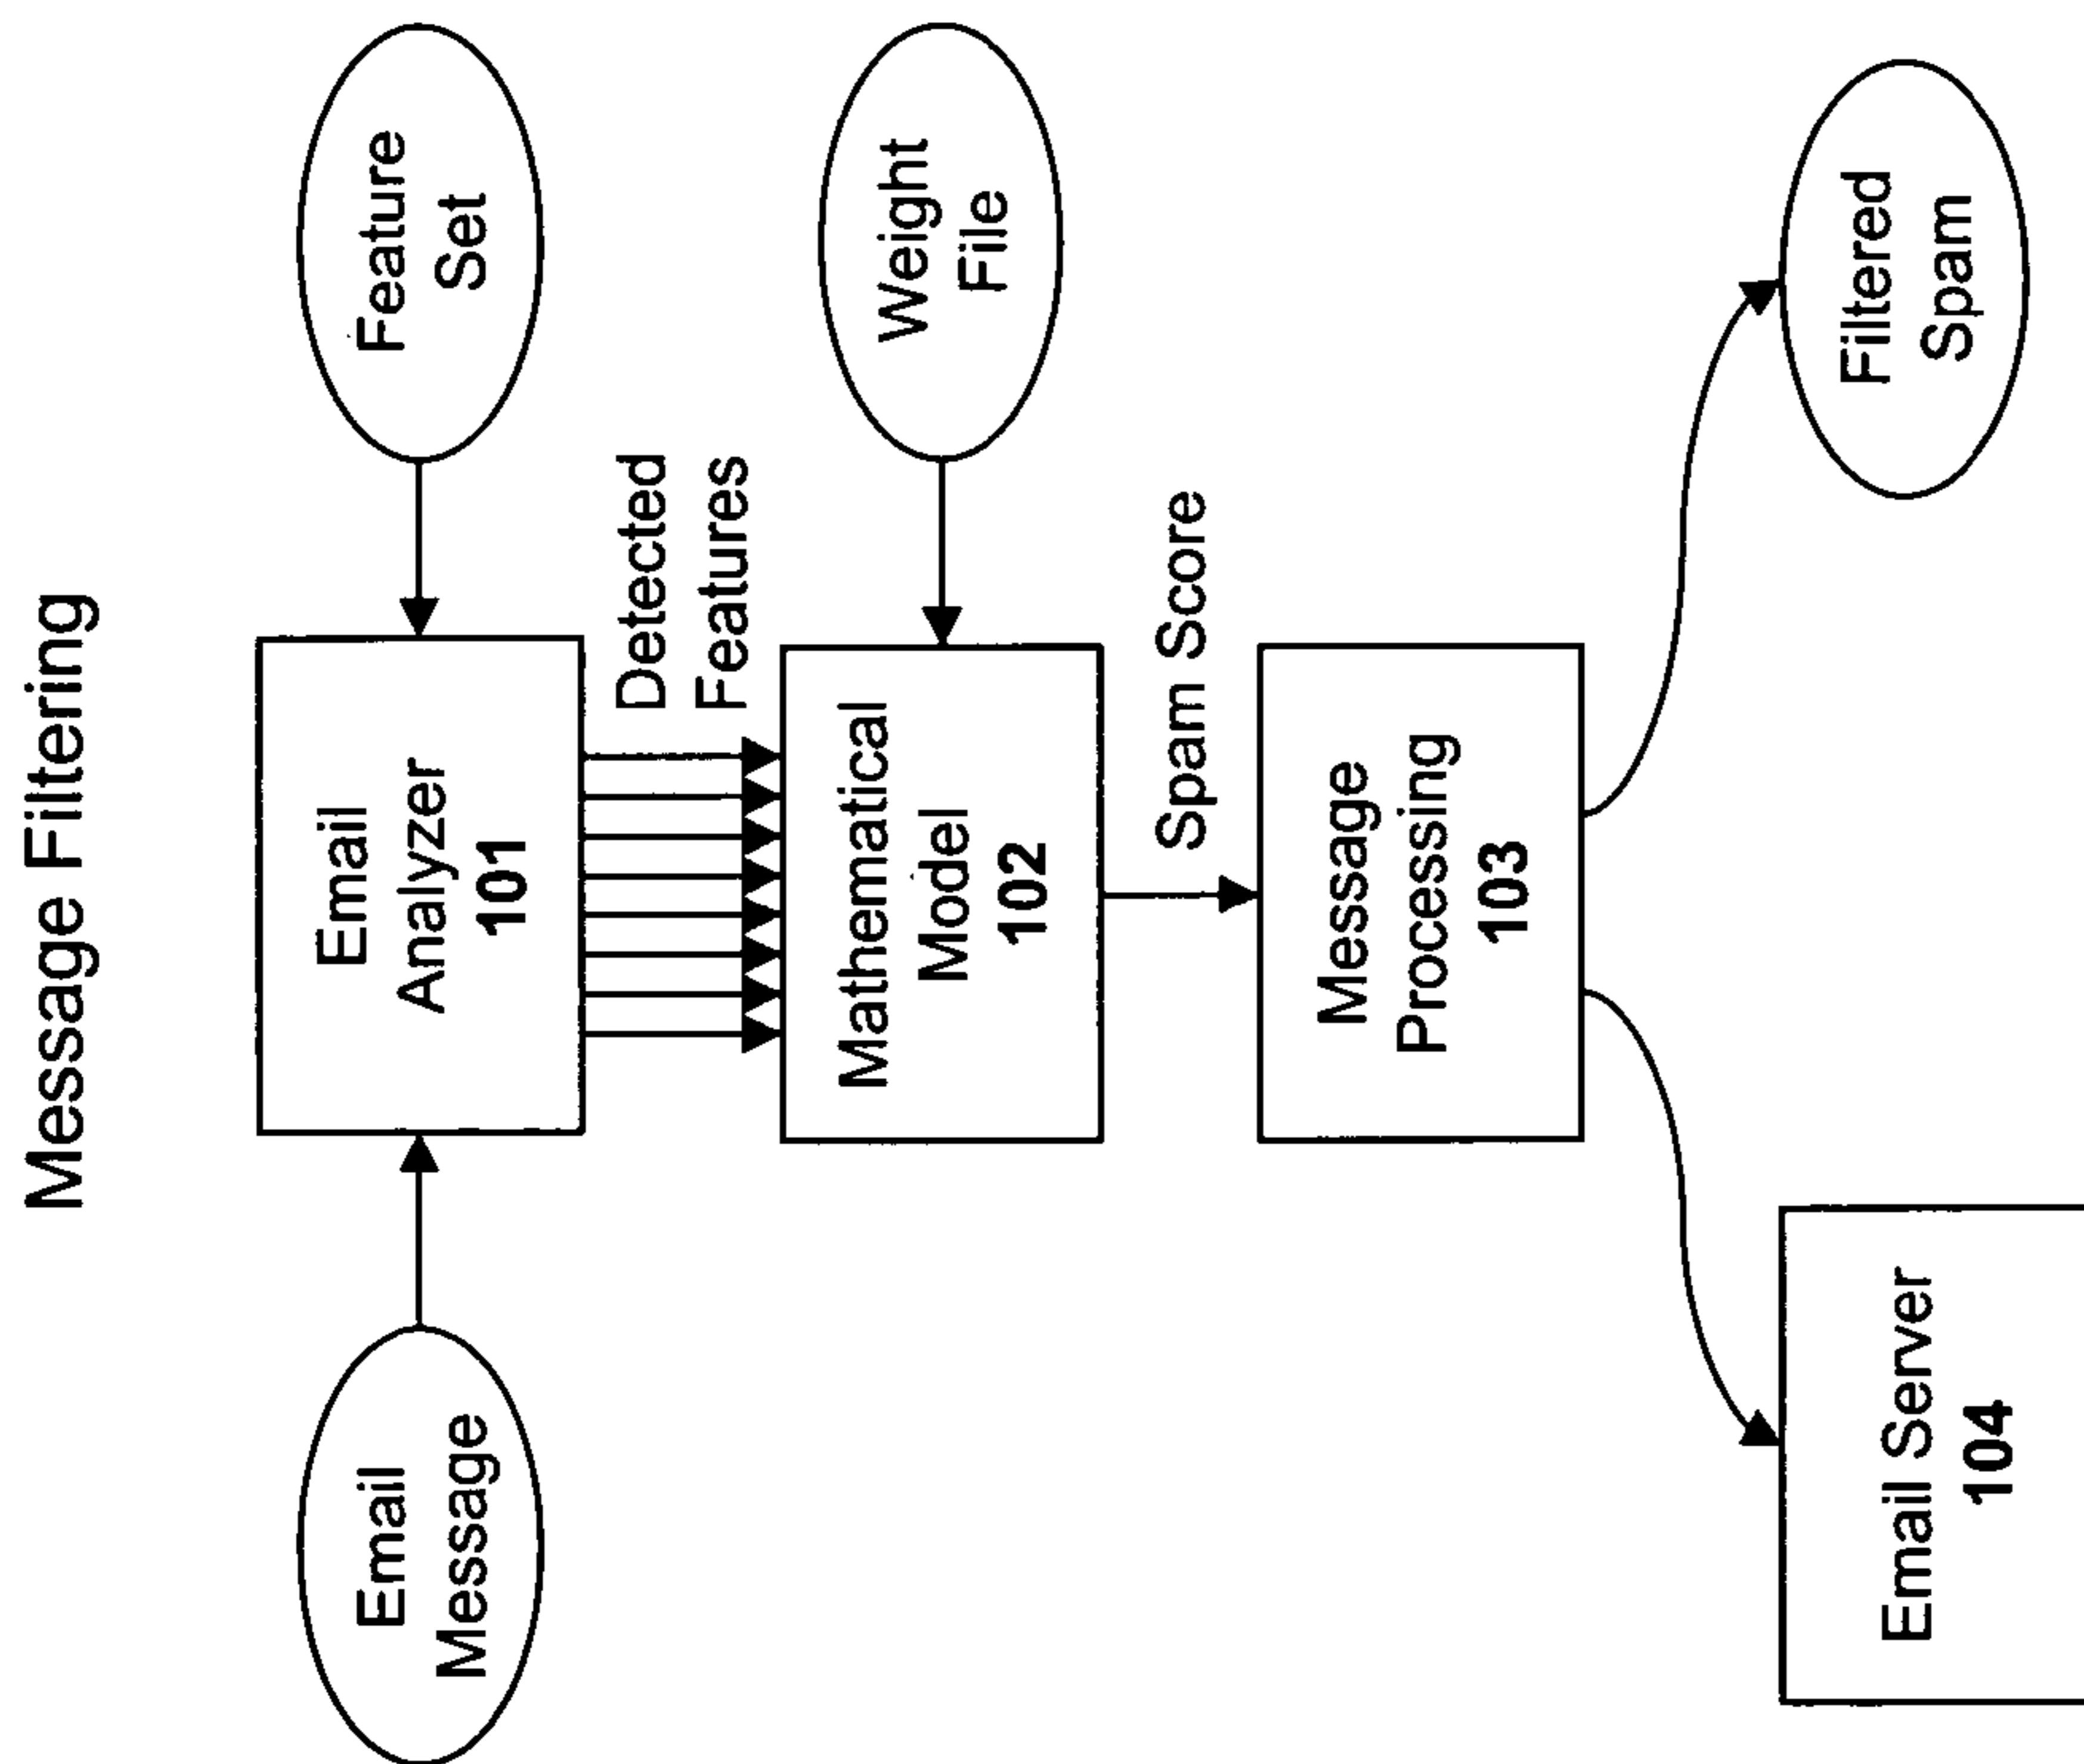 Message Filtering
Email
Message
Email
Analyzer
101
Feature
Set
Detected
Features
Mathematical
Model
102
Weight
File
Spam Score
Message
Processing
103
Email Server
104
Filtered
Spam